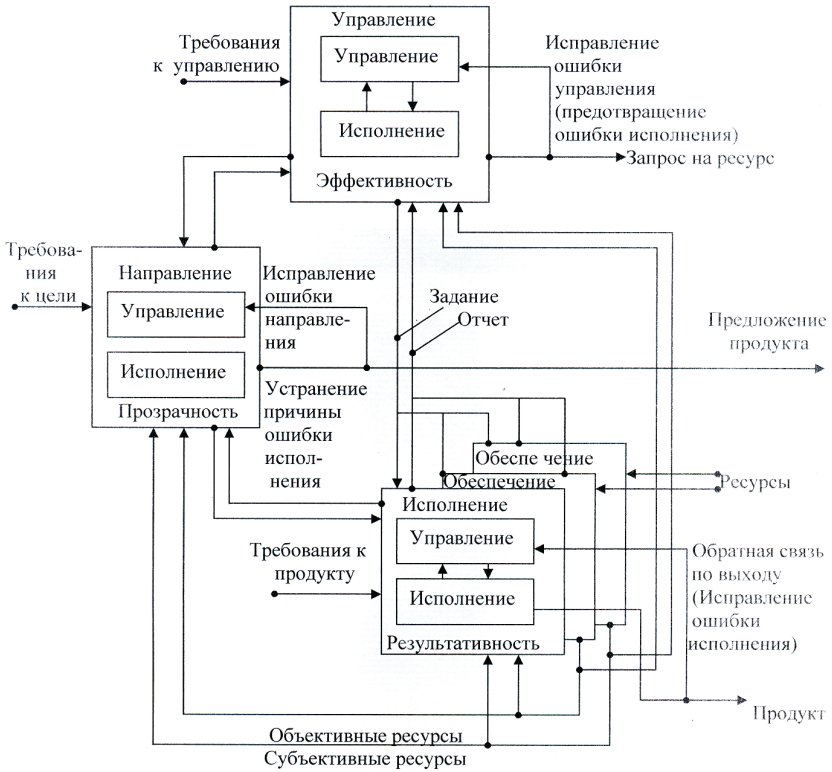 Управление
Требования
к управлению
Управление
Исполнение
Эффективность
Исправление
ошибки
управления
(предотвращение
ошибки исполнения)
Запрос на ресурс
Требова-
ния
к цели
Направление
Управление
Исполнение
Прозрачность
Исправление
ошибки
направле-
ния
Задание
Отчет
Предложение
продукта
Устранение
причины
ошибки
испол-
нения
Обеспе чение
Обеспечение
Ресурсы
Исполнение
Управление
Исполнение
Результативность
Требования к
продукту
Обратная связь
по выходу
(Исправление
ошибки
исполнения)
Продукт
Объективные ресурсы
Субъективные ресурсы